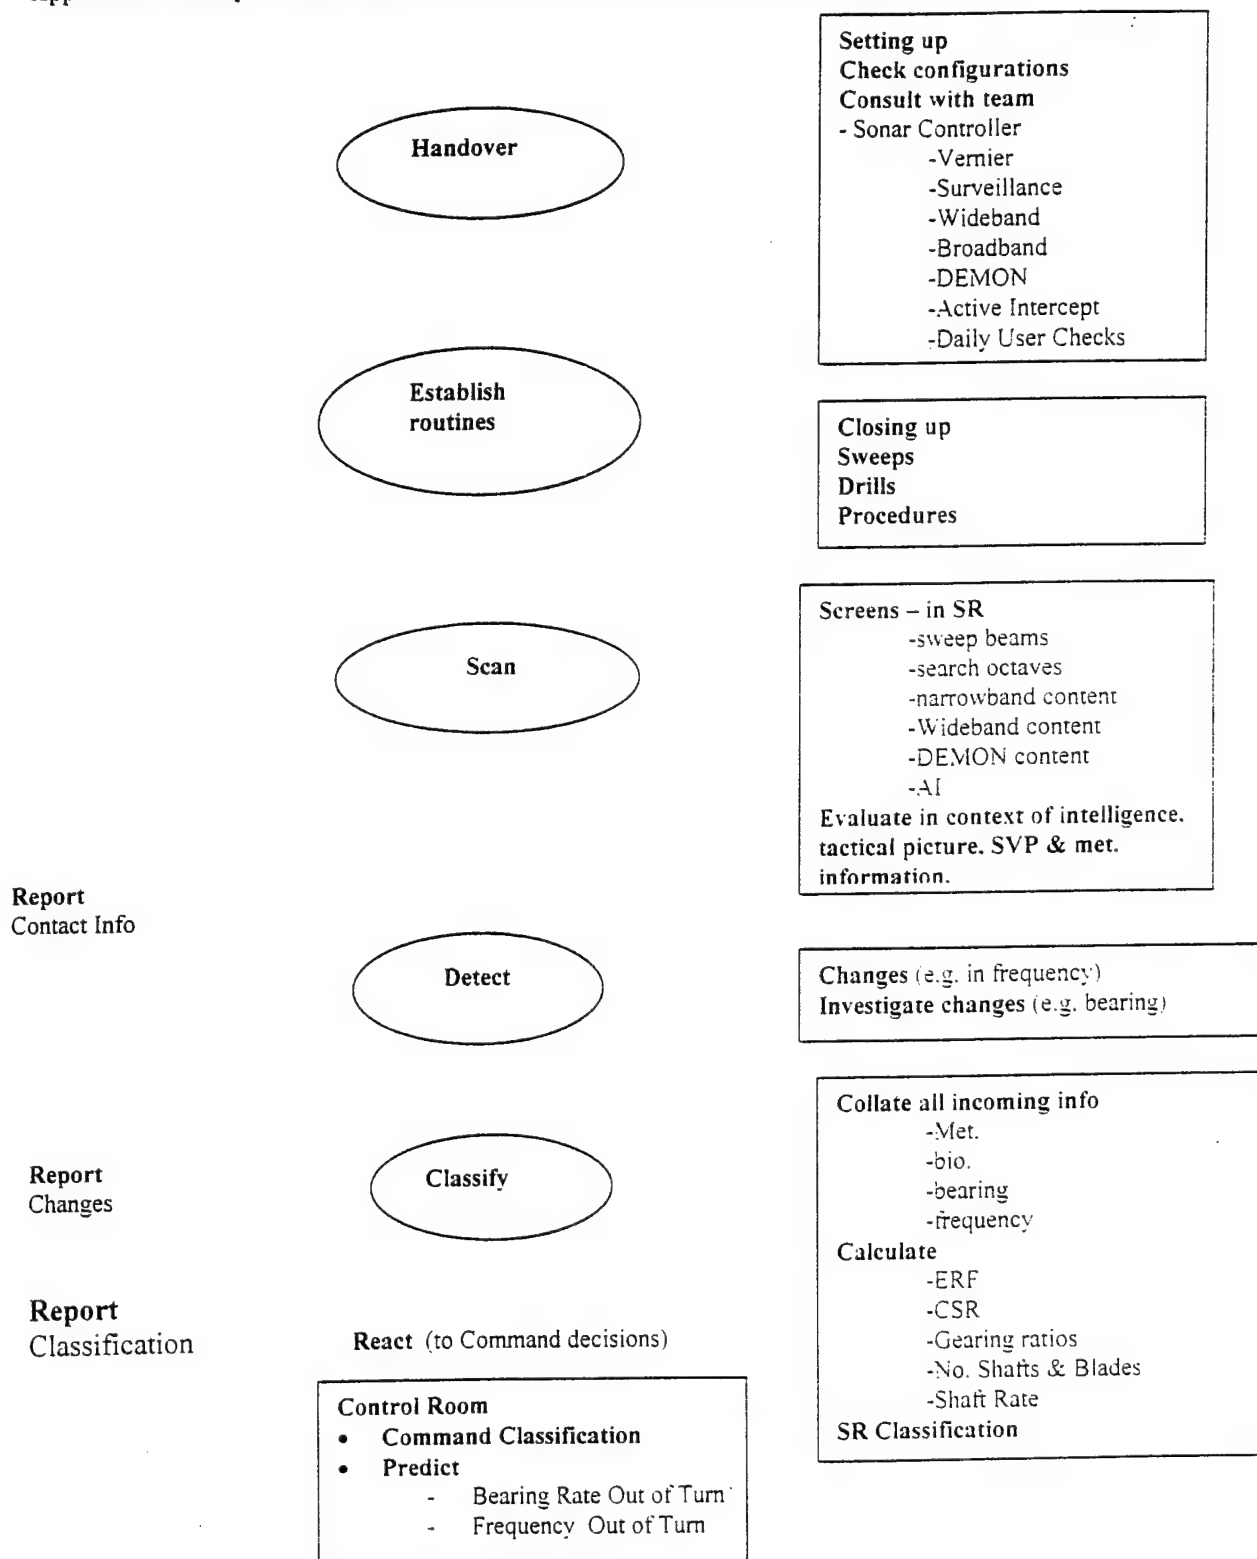 Handover
Setting up
Check configurations
Consult with team
- Sonar Controller
-Vernier
-Surveillance
-Wideband
-Broadband
-DEMON
-Active Intercept
-Daily User Checks
Establish
routines
Closing up
Sweeps
Drills
Procedures
Scan
Screens – in SR
-sweep beams
-search octaves
-narrowband content
-Wideband content
-DEMON content
-AI
Evaluate in context of intelligence.
tactical picture. SVP & met.
information.
Report
Contact Info
Detect
Changes (e.g. in frequency)
Investigate changes (e.g. bearing)
Report
Changes
Classify
Collate all incoming info
-Met.
-bio.
-bearing
-frequency
Calculate
-ERF
-CSR
-Gearing ratios
-No. Shafts & Blades
-Shaft Rate
SR Classification
Report
Classification
React (to Command decisions)
Control Room
• Command Classification
• Predict
- Bearing Rate Out of Turn
- Frequency Out of Turn